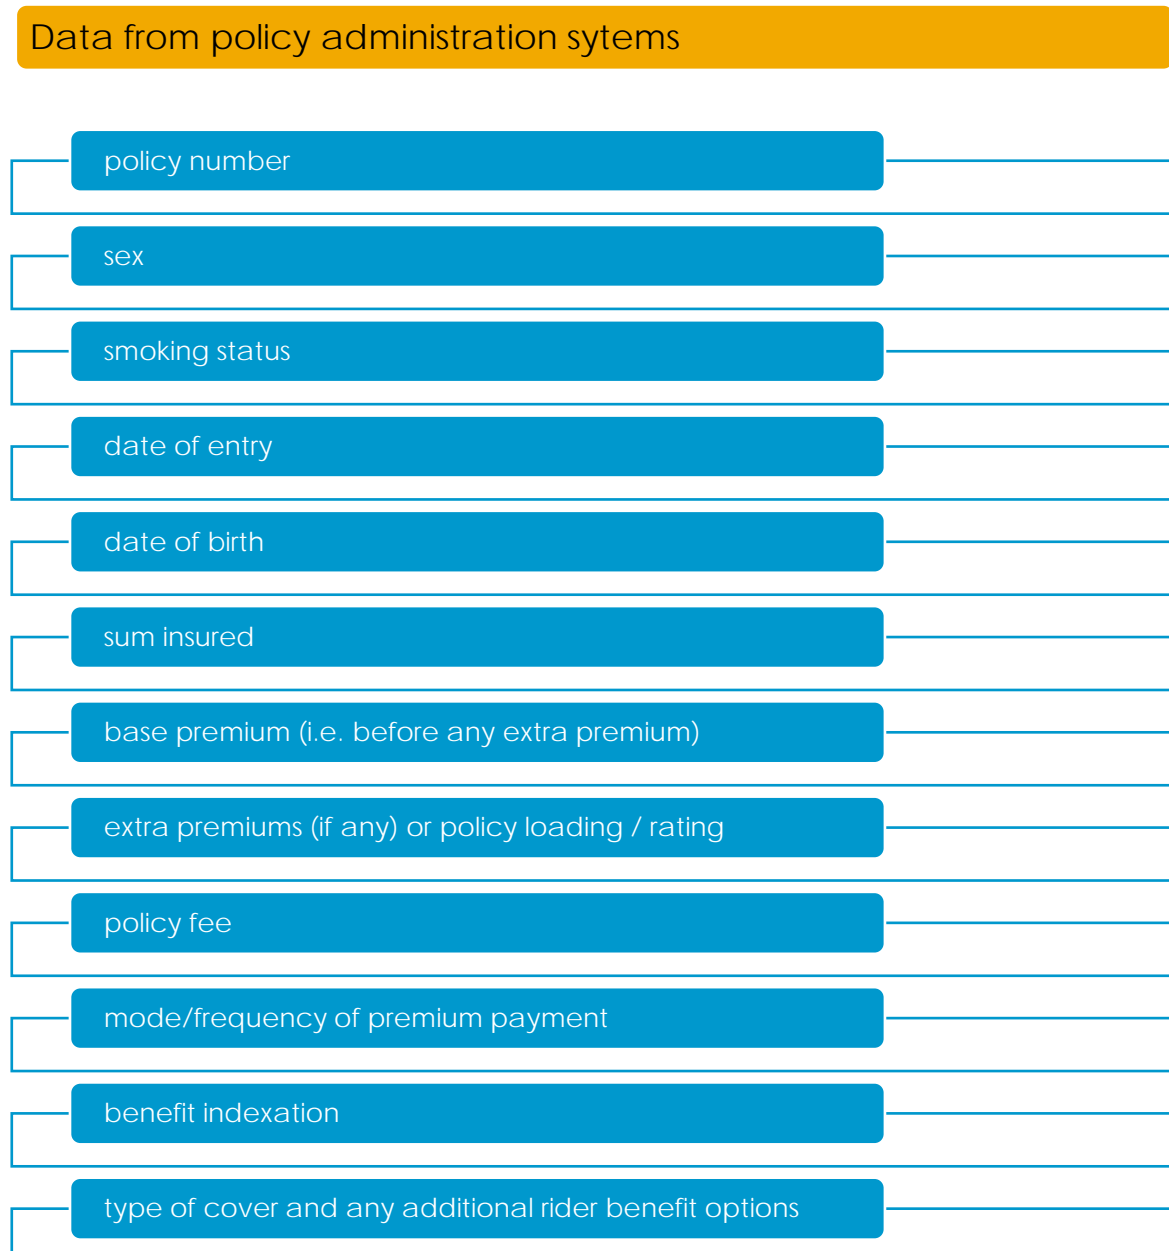 Data from policy administration sytems
policy number
sex
smoking status
date of entry
date of birth
sum insured
base premium (i.e. before any extra premium)
extra premiums (if any) or policy loading / rating
policy fee
mode/frequency of premium payment
benefit indexation
type of cover and any additional rider benefit options